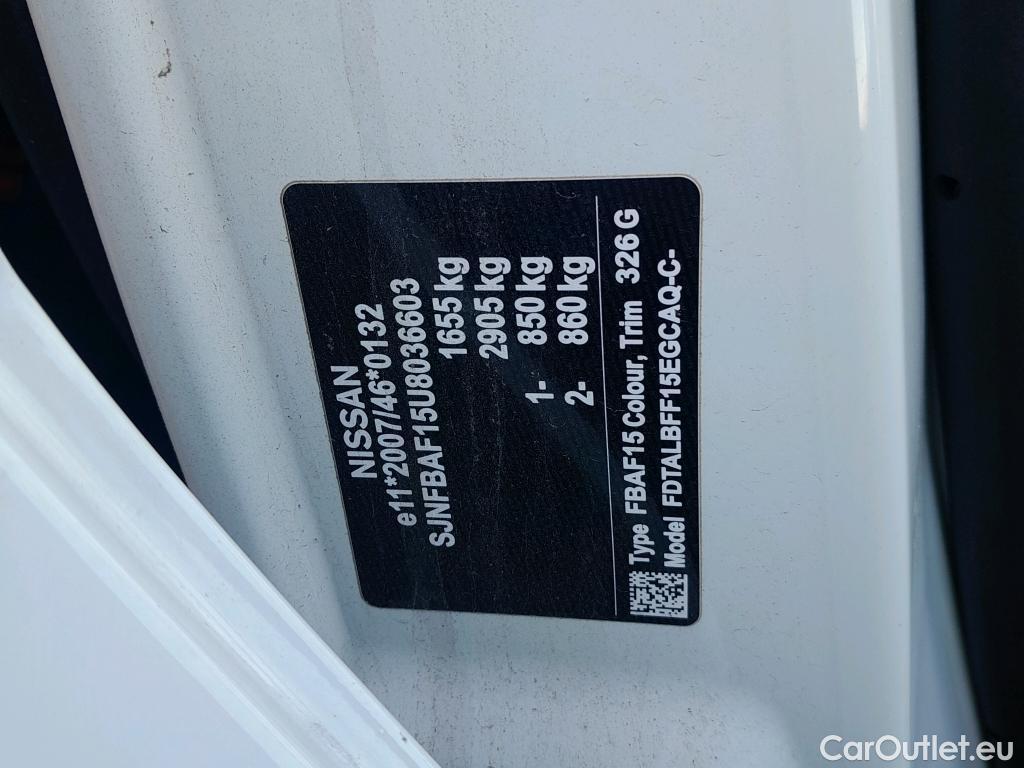 NISSAN
e11*2007/46*0132
SJNFBAF15U8036603
1655 kg
2905 kg
1- 850 kg
2- 860 kg
Type FBAF15 Colour, Trim 326 G
Model FDTALBFF15EGCAQ-C-
CarOutlet.eu